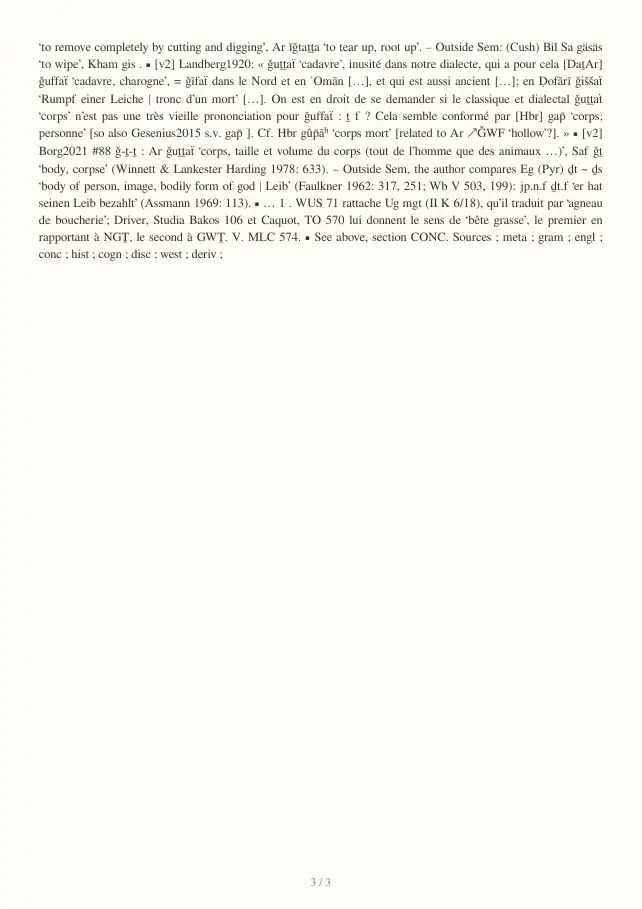 ‘to remove completely by cutting and digging’, Ar ïǧtaṯṯa ‘to tear up, root up’. – Outside Sem: (Cush) Bil Sa gäsäs
‘to wipe’, Kham gis . ▪ [v2] Landberg1920: « ǧuṯṯaẗ ‘cadavre’, inusité dans notre dialecte, qui a pour cela [DaṯAr]
ǧuffaẗ ‘cadavre, charogne’, = ǧīfaẗ dans le Nord et en ʿOmān […], et qui est aussi ancient […]; en Ḍofārī ǧiššaẗ
‘Rumpf einer Leiche | tronc d’un mort’ […]. On est en droit de se demander si le classique et dialectal ǧuṯṯaẗ
‘corps’ n’est pas une très vieille prononciation pour ǧuffaẗ : ṯ f ? Cela semble conformé par [Hbr] gap̄ ‘corps;
personne’ [so also Gesenius2015 s.v. gap̄ ]. Cf. Hbr gûp̄āʰ ‘corps mort’ [related to Ar ↗ǦWF ‘hollow’?]. » ▪ [v2]
Borg2021 #88 ǧ-ṯ-ṯ : Ar ǧuṯṯaẗ ‘corps, taille et volume du corps (tout de l’homme que des animaux …)’, Saf ǧṯ
‘body, corpse’ (Winnett & Lankester Harding 1978: 633). – Outside Sem, the author compares Eg (Pyr) ḏt ~ ḏs
‘body of person, image, bodily form of god | Leib’ (Faulkner 1962: 317, 251; Wb V 503, 199): jp.n.f ḏt.f ‘er hat
seinen Leib bezahlt’ (Assmann 1969: 113). ▪ … 1 . WUS 71 rattache Ug mgt (II K 6/18), qu’il traduit par ‘agneau
de boucherie’; Driver, Studia Bakos 106 et Caquot, TO 570 lui donnent le sens de ‘bête grasse’, le premier en
rapportant à NGṮ, le second à GWṮ. V. MLC 574. ▪ See above, section CONC. Sources ; meta ; gram ; engl ;
conc ; hist ; cogn ; disc ; west ; deriv ;
3 / 3